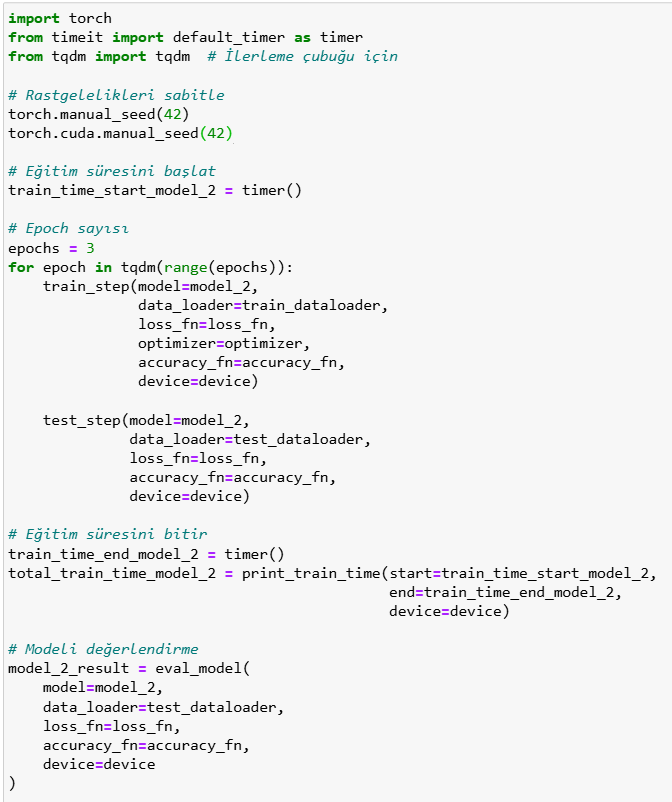 import torch
from timeit import default_timer as timer
from tqdm import tqdm  # İlerleme çubuğu için

# Rastgelelikleri sabitle
torch.manual_seed(42)
torch.cuda.manual_seed(42)

# Eğitim süresini başlat
train_time_start_model_2 = timer()

# Epoch sayısı
epochs = 3
for epoch in tqdm(range(epochs)):
    train_step(model=model_2,
               data_loader=train_dataloader,
               loss_fn=loss_fn,
               optimizer=optimizer,
               accuracy_fn=accuracy_fn,
               device=device)

    test_step(model=model_2,
              data_loader=test_dataloader,
              loss_fn=loss_fn,
              accuracy_fn=accuracy_fn,
              device=device)

# Eğitim süresini bitir
train_time_end_model_2 = timer()
total_train_time_model_2 = print_train_time(start=train_time_start_model_2,
                                            end=train_time_end_model_2,
                                            device=device)

# Modeli değerlendirme
model_2_result = eval_model(
    model=model_2,
    data_loader=test_dataloader,
    loss_fn=loss_fn,
    accuracy_fn=accuracy_fn,
    device=device
)